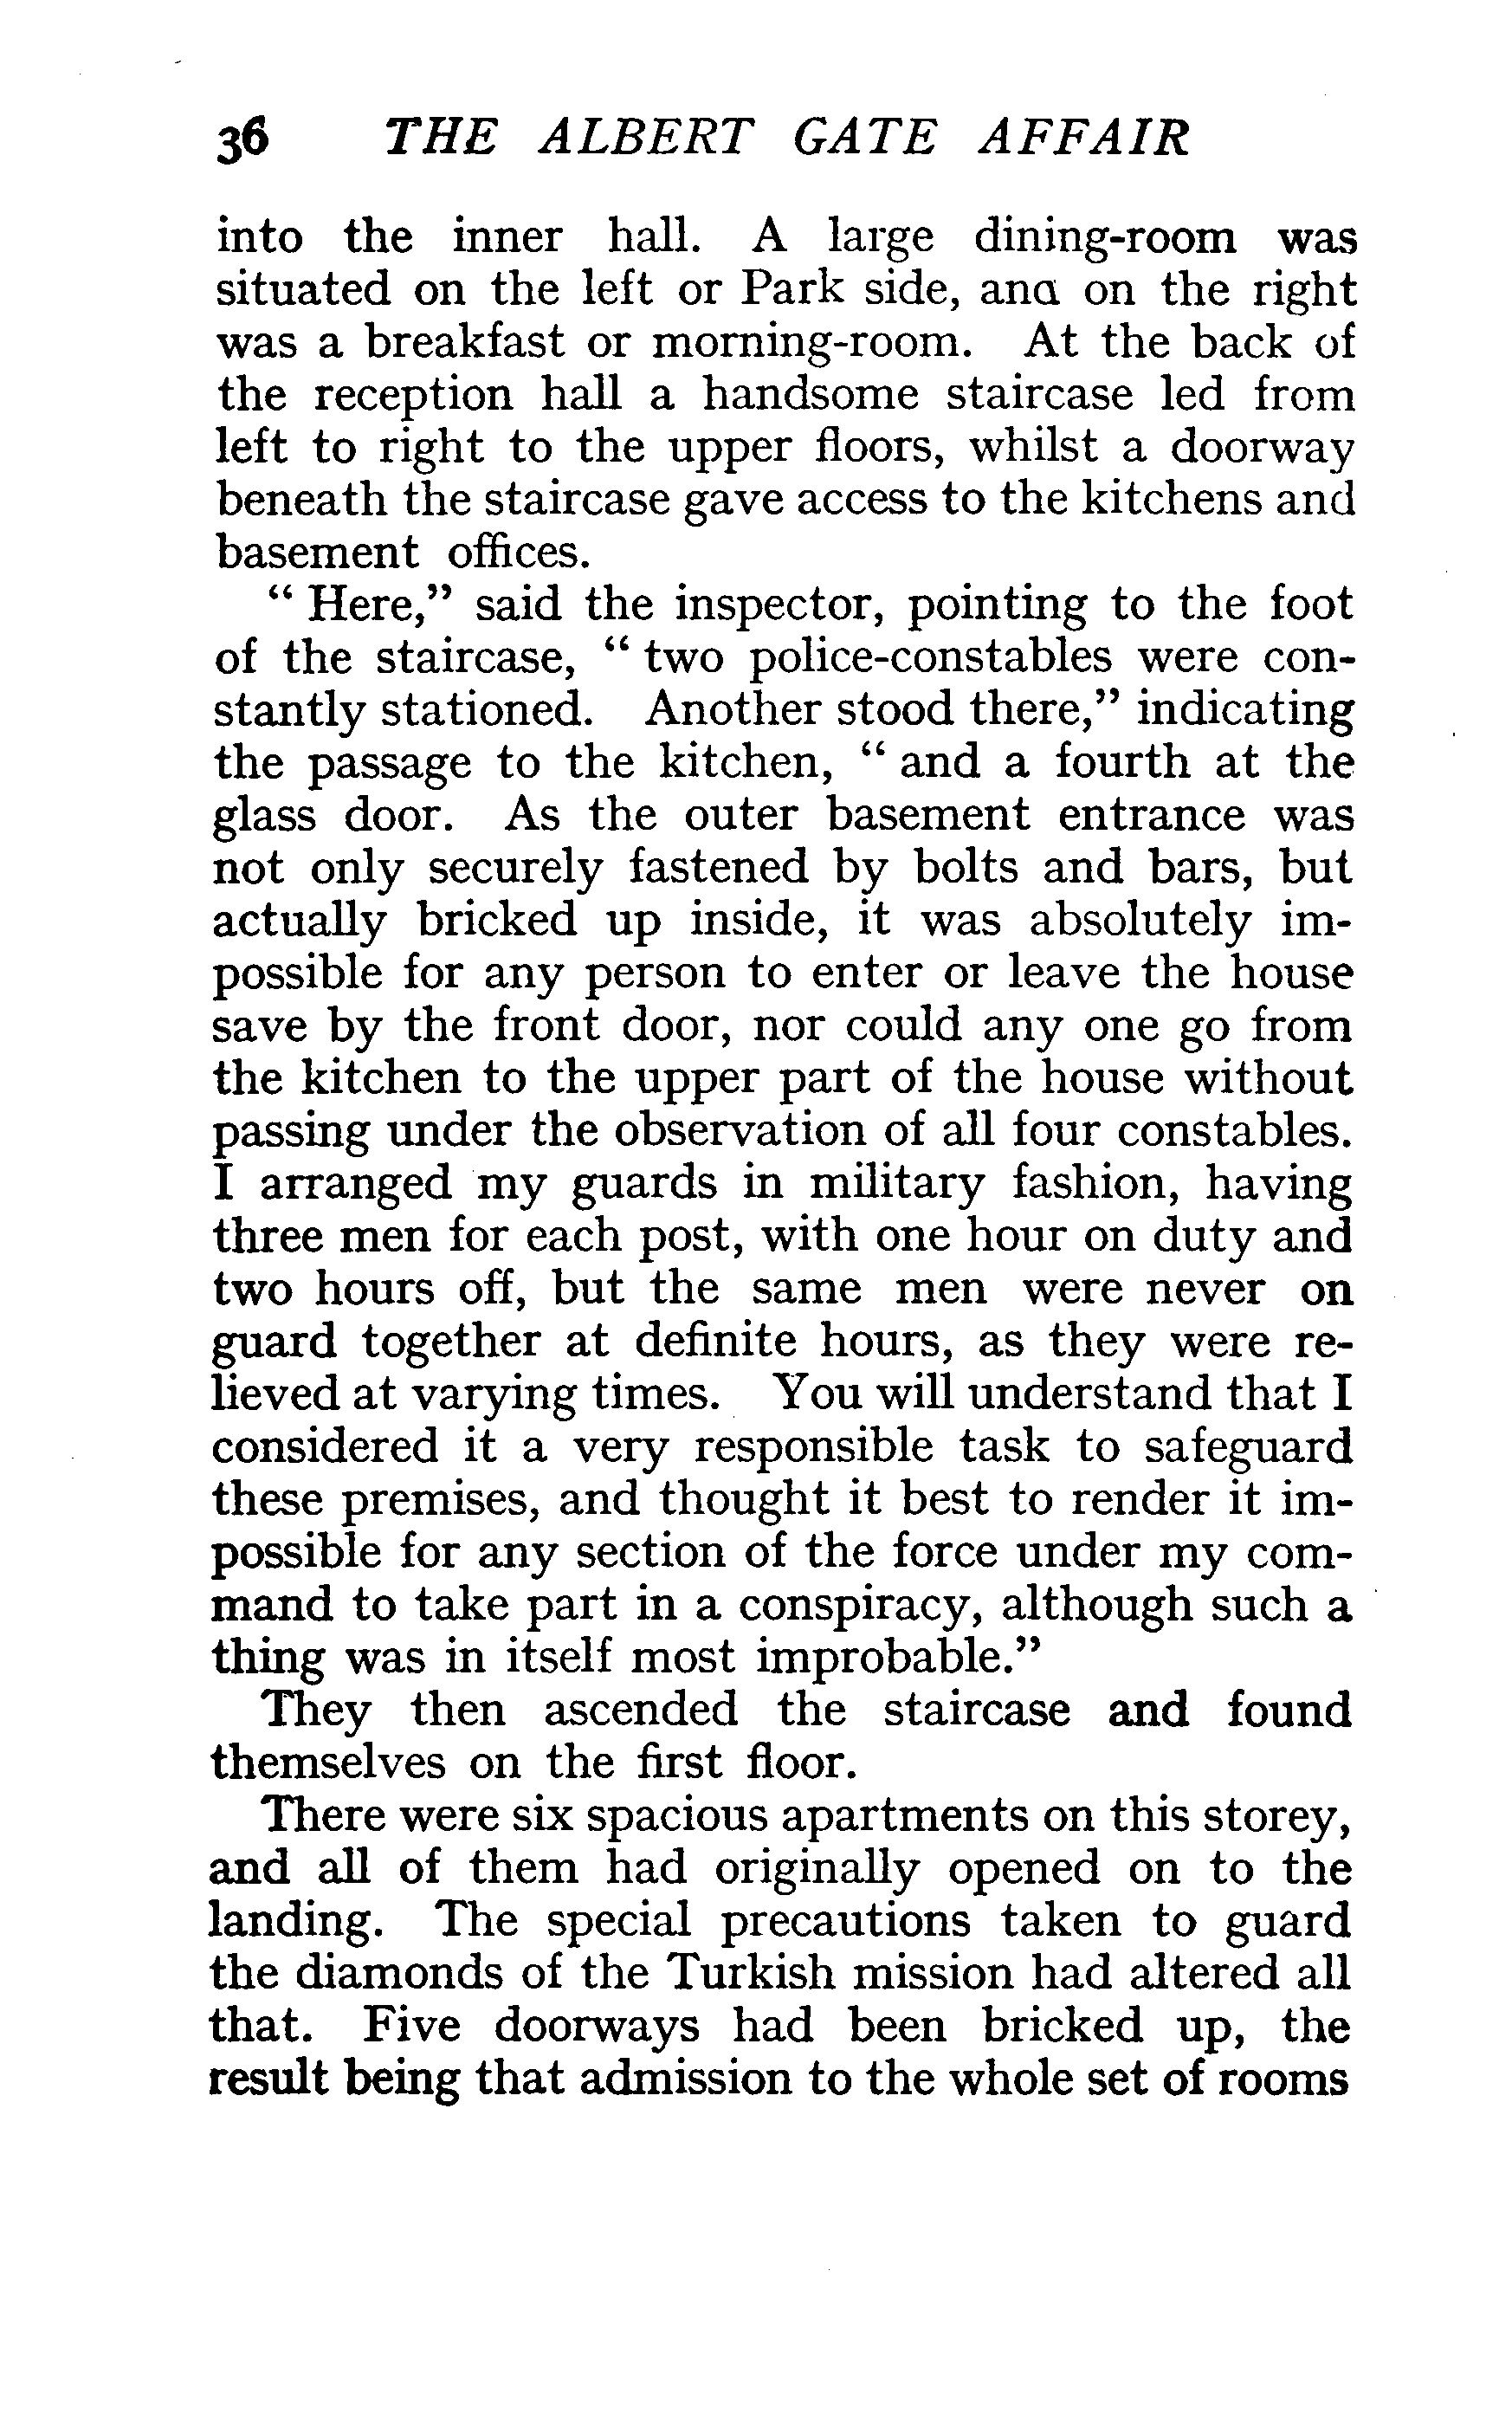 36 THE ALBERT GATE AFFAIR
into the inner hall. A large dining-room was
situated on the left or Park side, and on the right
was a breakfast or morning-room. At the back of
the reception hall a handsome staircase led from
left to right to the upper floors, whilst a doorway
beneath the staircase gave access to the kitchens and
basement offices.
“ Here,” said the inspector, pointing to the foot
of the staircase, “ two police-constables were con-
stantly stationed. Another stood there,” indicating
the passage to the kitchen, “ and a fourth at the
glass door. As the outer basement entrance was
not only securely fastened by bolts and bars, but
actually bricked up inside, it was absolutely im-
possible for any person to enter or leave the house
save by the front door, nor could any one go from
the kitchen to the upper part of the house without
passing under the observation of all four constables.
I arranged my guards in military fashion, having
three men for each post, with one hour on duty and
two hours off, but the same men were never on
guard together at definite hours, as they were re-
lieved at varying times. You will understand that I
considered it a very responsible task to safeguard
these premises, and thought it best to render it im-
possible for any section of the force under my com-
mand to take part in a conspiracy, although such a
thing was in itself most improbable.”
They then ascended the staircase and found
themselves on the first floor.
There were six spacious apartments on this storey,
and all of them had originally opened on to the
landing. The special precautions taken to guard
the diamonds of the Turkish mission had altered all
that. Five doorways had been bricked up, the
result being that admission to the whole set of rooms